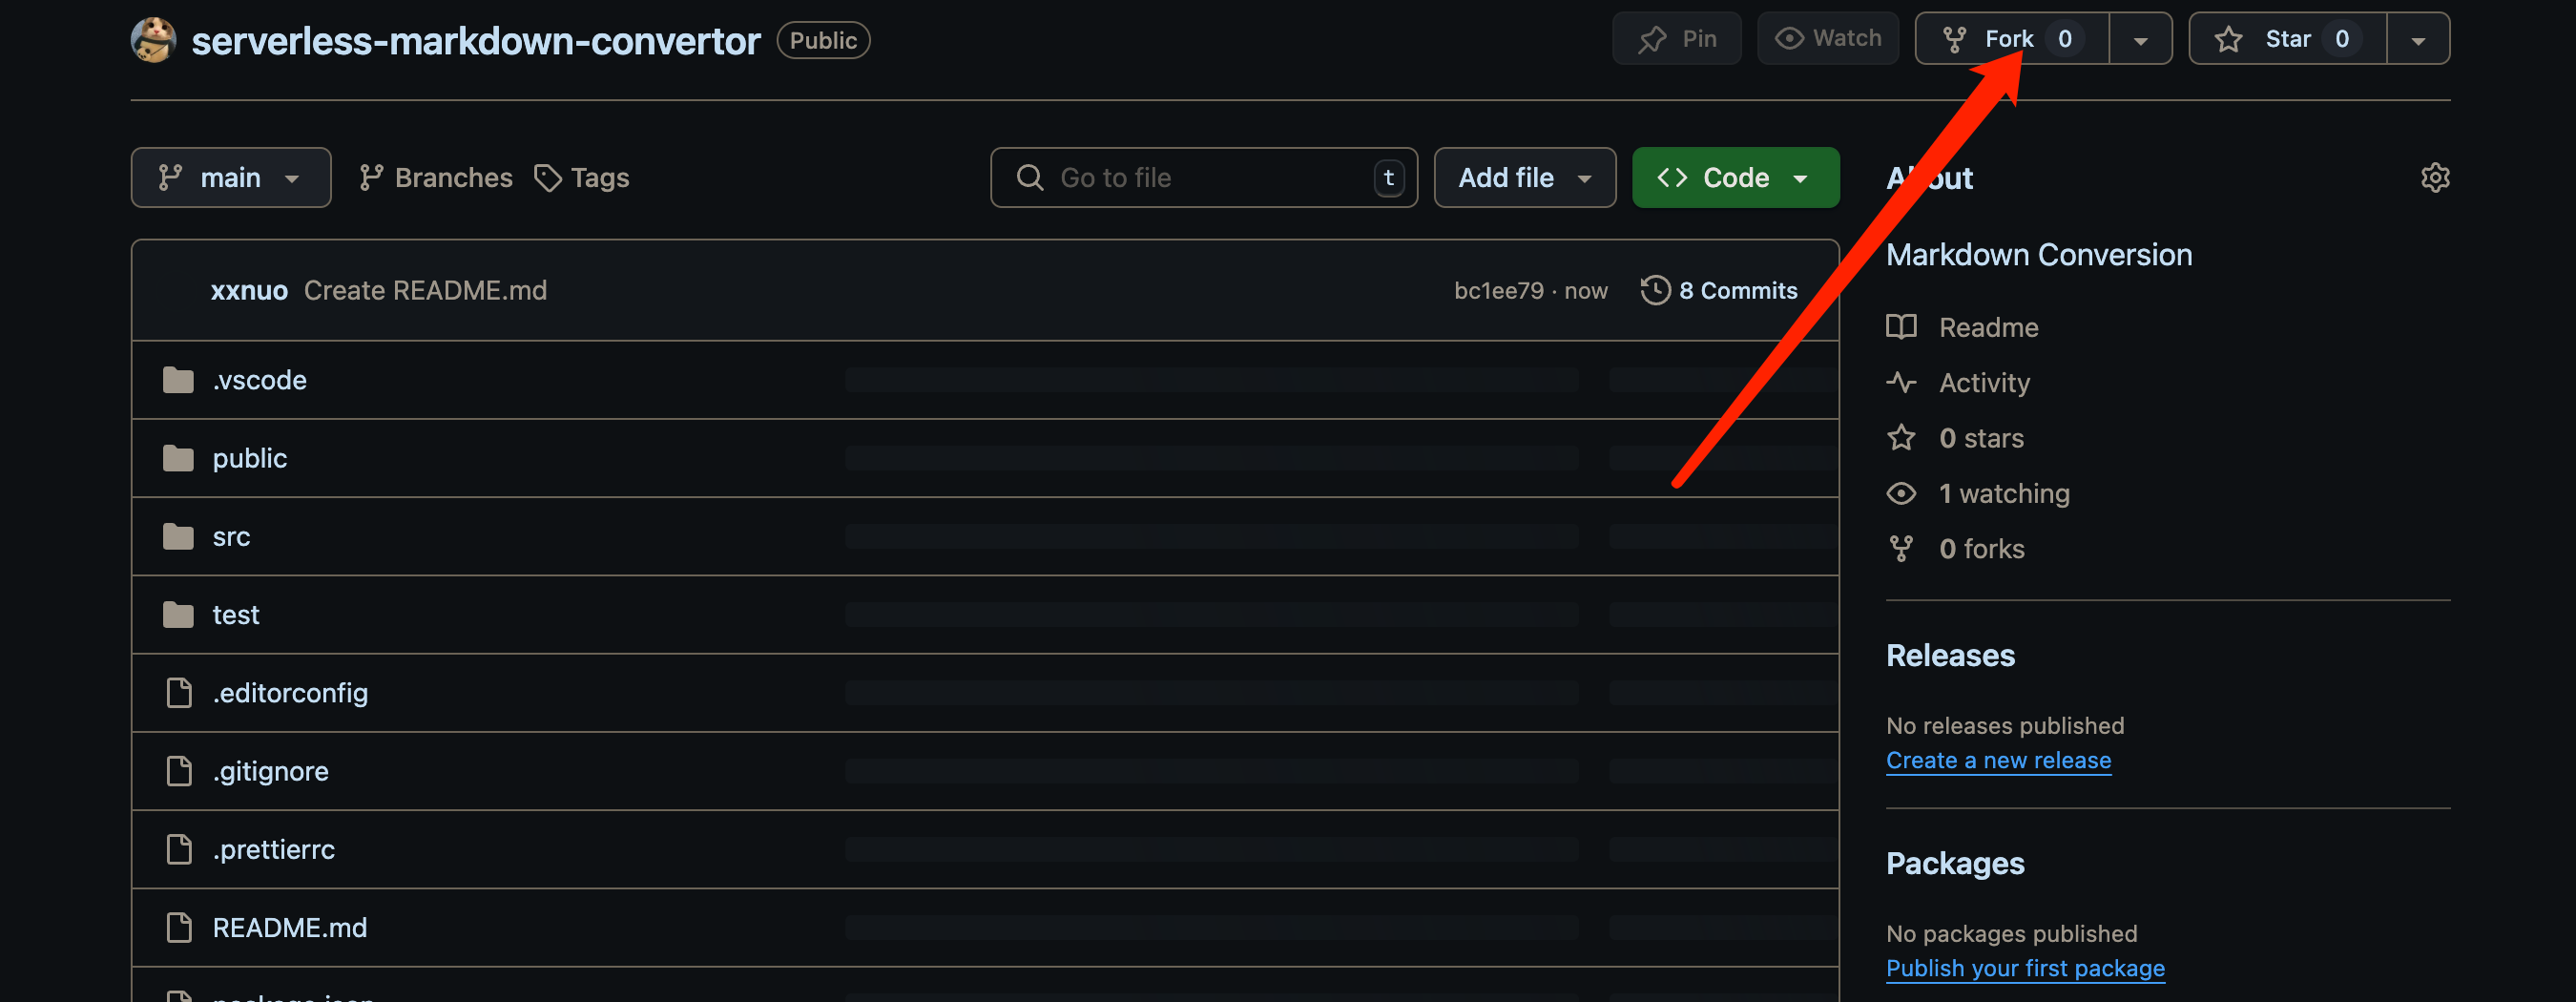 serverless-markdown-convertor Public
Pin Watch Fork 0 Star 0
main Branches Tags Go to file t Add file Code
About
Markdown Conversion
xxnuo Create README.md bc1ee79 · now 8 Commits
.vscode
public
src
test
.editorconfig
.gitignore
.prettierrc
README.md
package.json
Readme
Activity
0 stars
1 watching
0 forks
Releases
No releases published
Create a new release
Packages
No packages published
Publish your first package